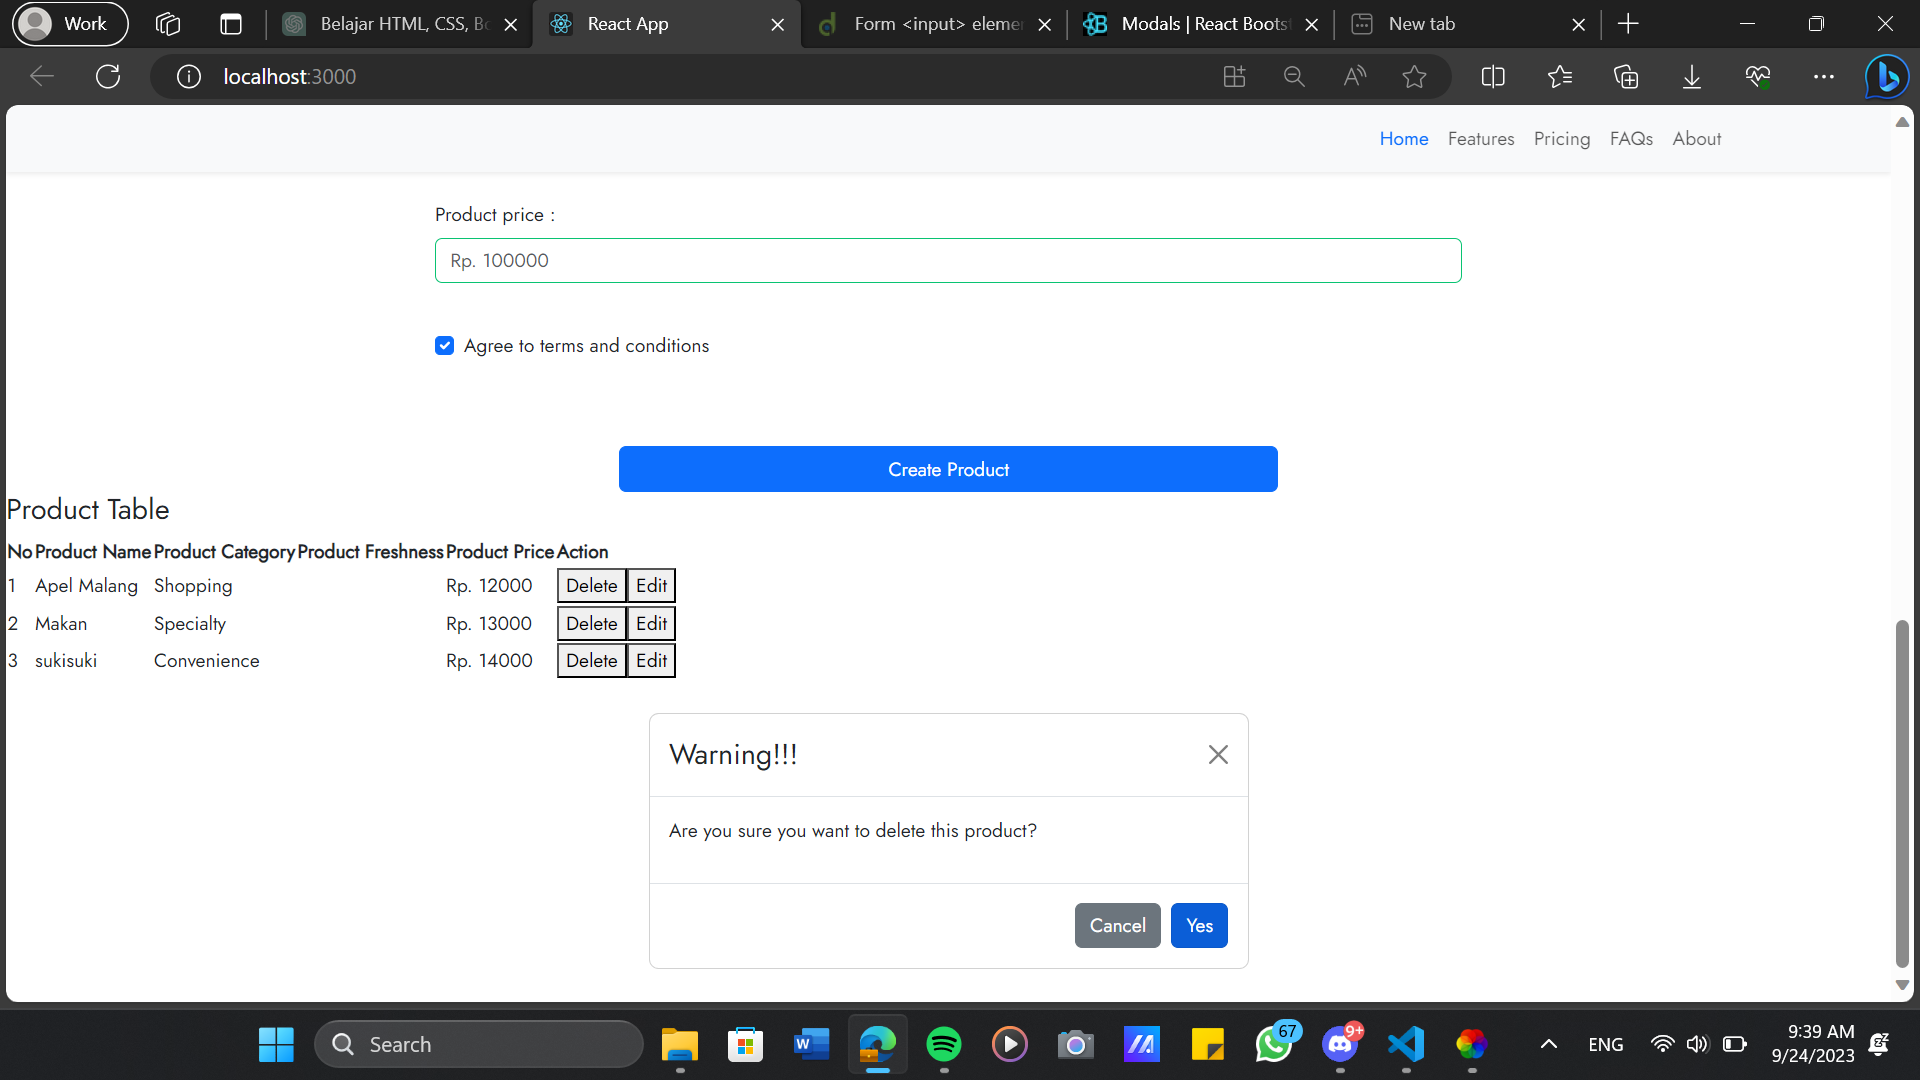 Work
Belajar HTML, CSS, Bo
React App
Form <input> elemen
Modals | React Bootst
New tab
localhost:3000
Home Features Pricing FAQs About
Product price :
Rp. 100000
Agree to terms and conditions
Create Product
Product Table
No Product Name Product Category Product Freshness Product Price Action
1 Apel Malang Shopping Rp. 12000 Delete Edit
2 Makan Specialty Rp. 13000 Delete Edit
3 sukisuki Convenience Rp. 14000 Delete Edit
Warning!!!
Are you sure you want to delete this product?
Cancel Yes
Search
67
9+
ENG
9:39 AM
9/24/2023